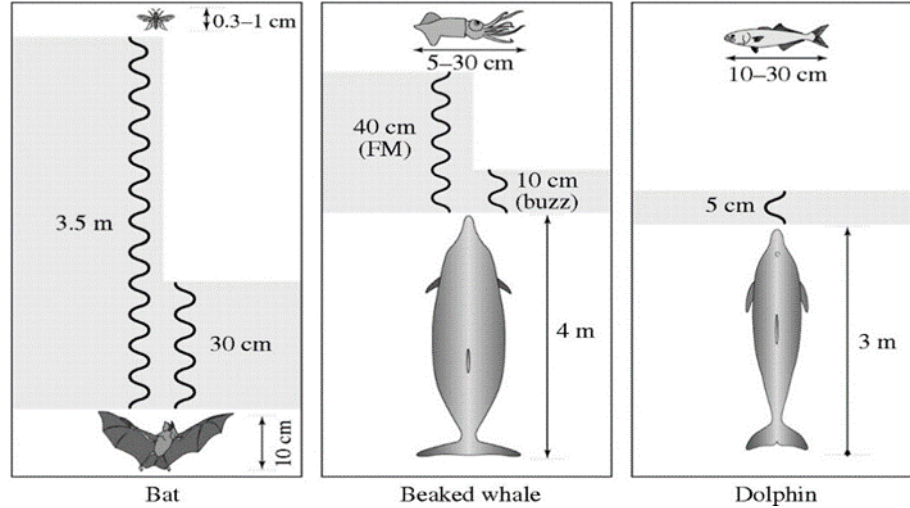 0.3–1 cm
3.5 m
30 cm
10 cm
Bat
5–30 cm
40 cm
(FM)
10 cm
(buzz)
4 m
Beaked whale
10–30 cm
5 cm
3 m
Dolphin